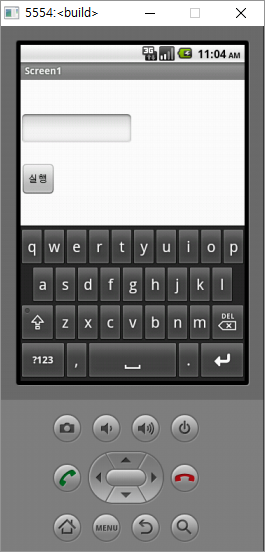 5554:<build>
3G 11:04 AM
Screen1
실행
q w e r t y u i o p
a s d f g h j k l
z x c v b n m DEL
?123 , .
MENU